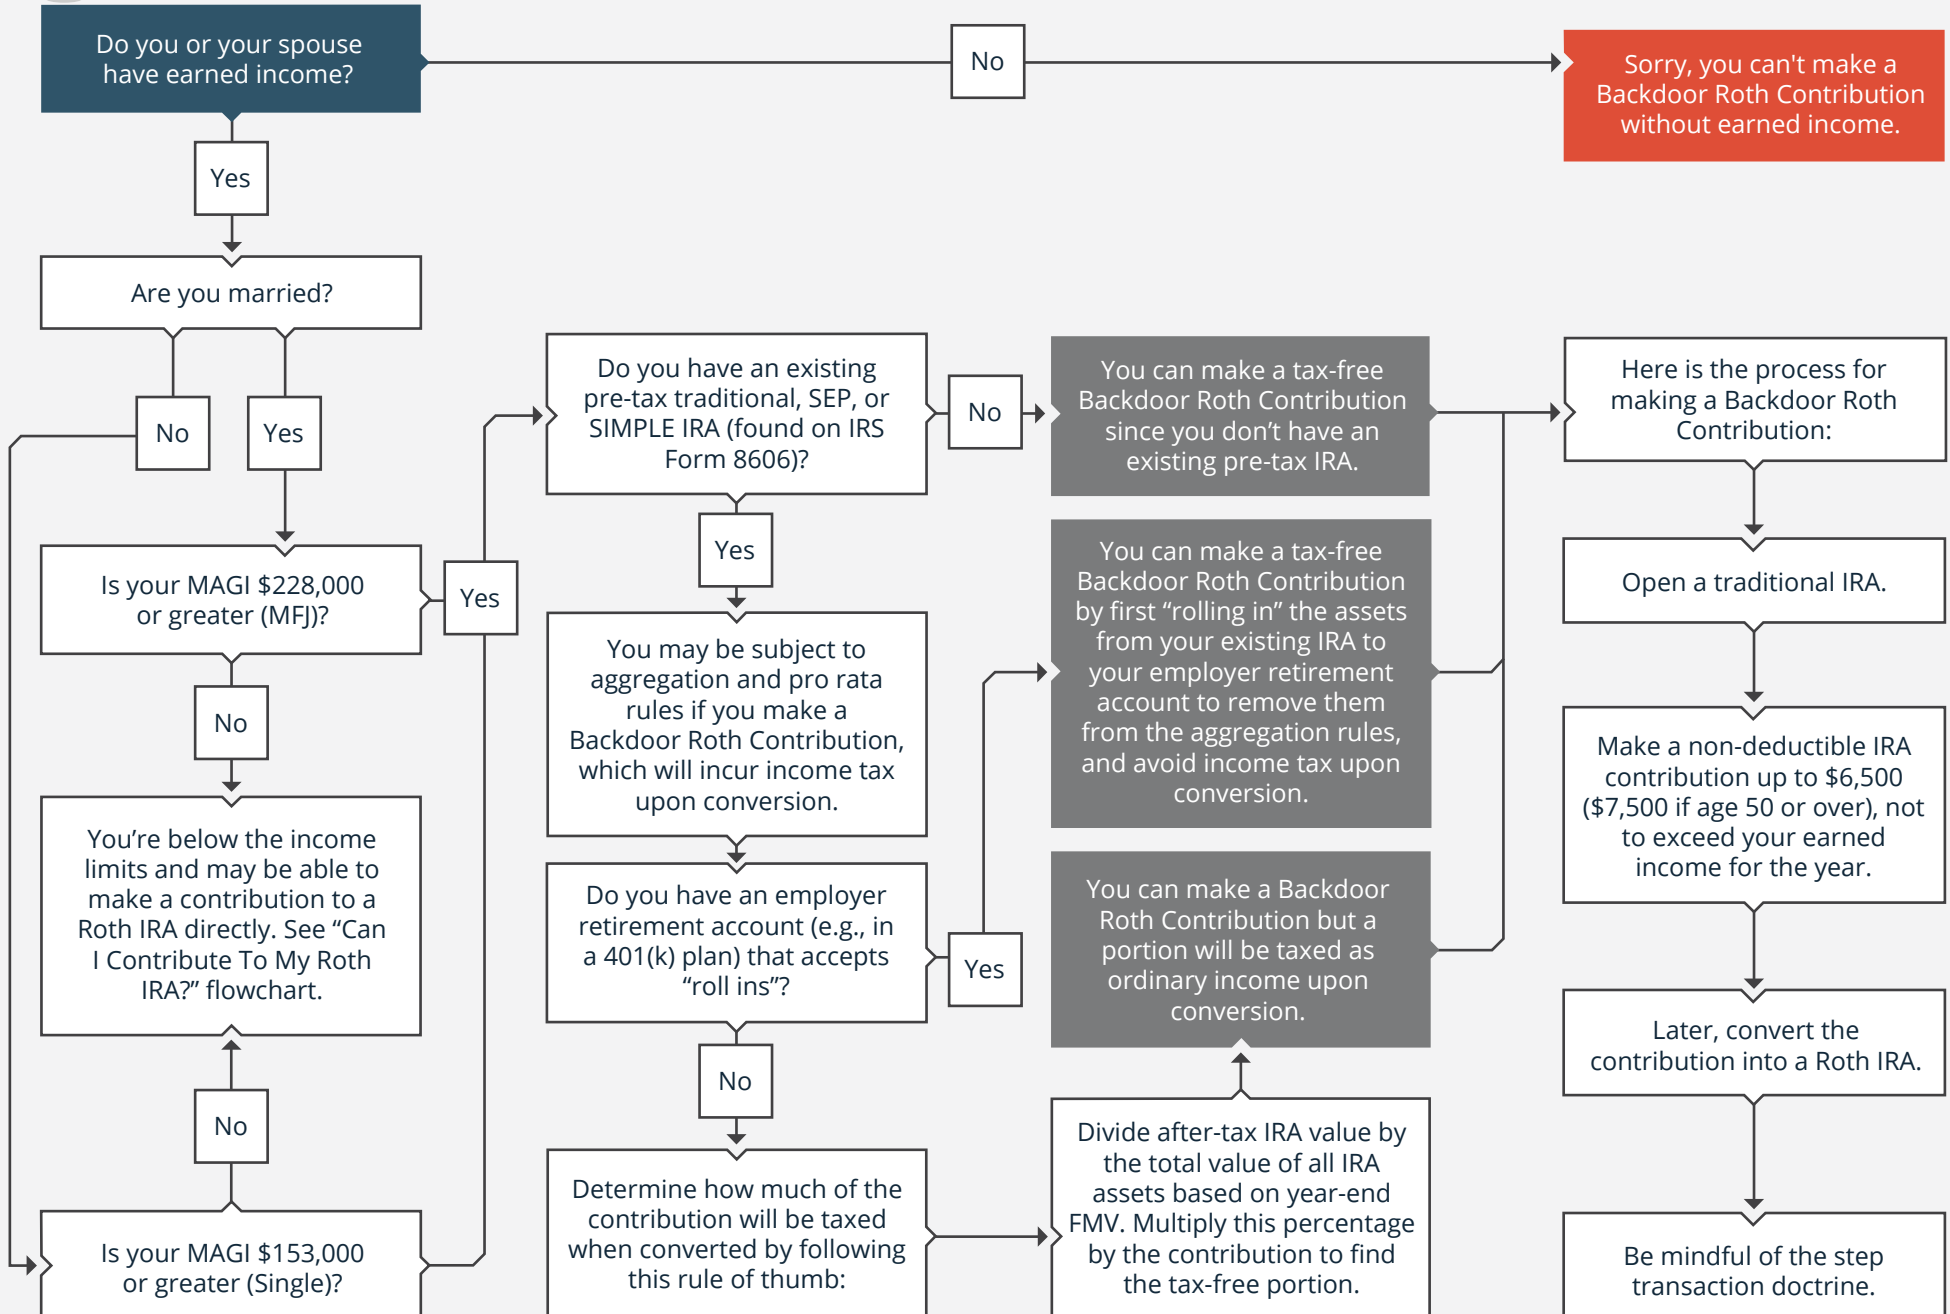 Do you or your spouse
have earned income?
No
Sorry, you can't make a
Backdoor Roth Contribution
without earned income.
Yes
Are you married?
No
Yes
Is your MAGI $228,000
or greater (MFJ)?
Yes
No
You’re below the income
limits and may be able to
make a contribution to a
Roth IRA directly. See “Can
I Contribute To My Roth
IRA?” flowchart.
No
Is your MAGI $153,000
or greater (Single)?
Do you have an existing
pre-tax traditional, SEP, or
SIMPLE IRA (found on IRS
Form 8606)?
No
Yes
You may be subject to
aggregation and pro rata
rules if you make a
Backdoor Roth Contribution,
which will incur income tax
upon conversion.
Do you have an employer
retirement account (e.g., in
a 401(k) plan) that accepts
“roll ins”?
Yes
No
Determine how much of the
contribution will be taxed
when converted by following
this rule of thumb:
You can make a tax-free
Backdoor Roth Contribution
since you don’t have an
existing pre-tax IRA.
You can make a tax-free
Backdoor Roth Contribution
by first “rolling in” the assets
from your existing IRA to
your employer retirement
account to remove them
from the aggregation rules,
and avoid income tax upon
conversion.
You can make a Backdoor
Roth Contribution but a
portion will be taxed as
ordinary income upon
conversion.
Divide after-tax IRA value by
the total value of all IRA
assets based on year-end
FMV. Multiply this percentage
by the contribution to find
the tax-free portion.
Here is the process for
making a Backdoor Roth
Contribution:
Open a traditional IRA.
Make a non-deductible IRA
contribution up to $6,500
($7,500 if age 50 or over), not
to exceed your earned
income for the year.
Later, convert the
contribution into a Roth IRA.
Be mindful of the step
transaction doctrine.